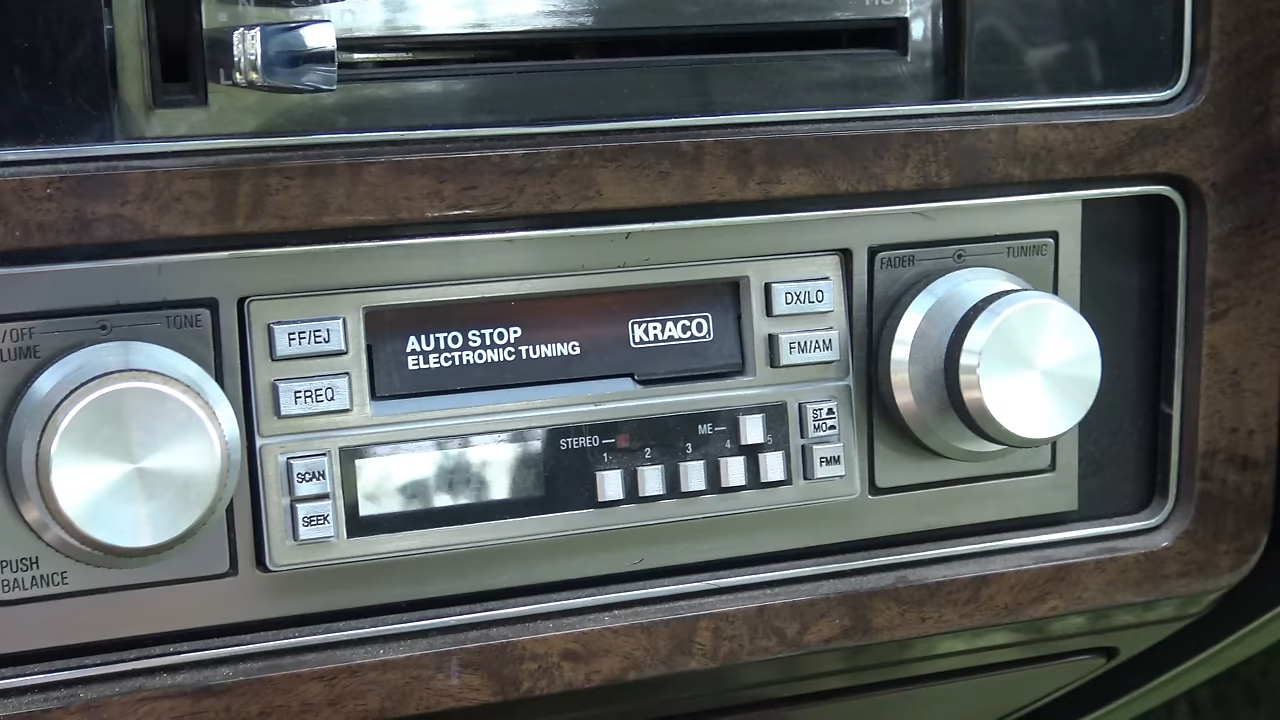 L
/OFF
TONE
LUME
PUSH
BALANCE
FF/EJ
FREQ
AUTO STOP
ELECTRONIC TUNING
KRACO
DX/LO
FM/AM
SCAN
SEEK
STEREO
ME
1 2 3 4 5
ST
MO
FMM
FADER
TUNING